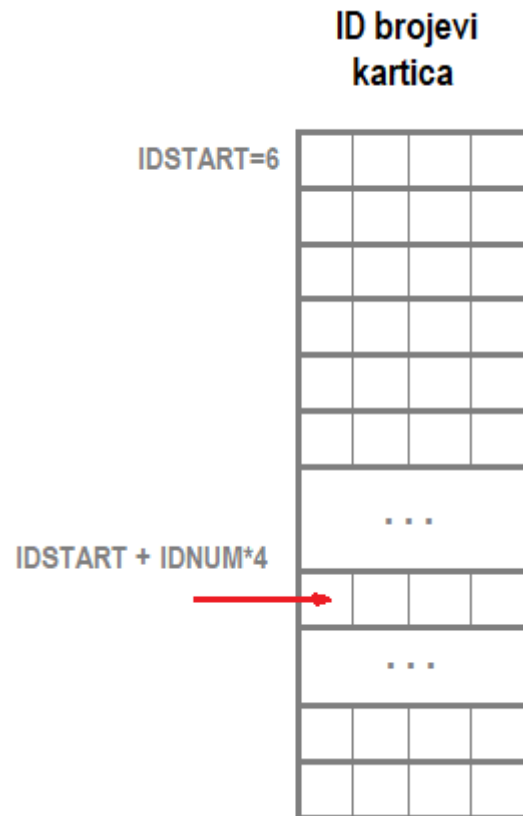 ID brojevi
kartica
IDSTART=6
. . .
IDSTART + IDNUM*4
. . .